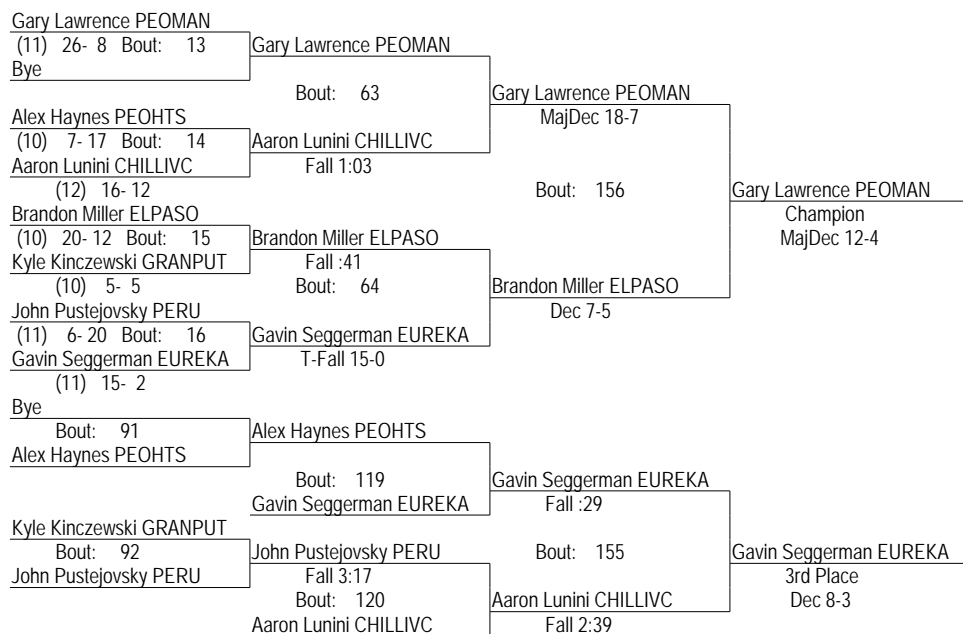 Gary Lawrence PEOMAN
(11) 26- 8 Bout: 13 Gary Lawrence PEOMAN
Bye
Bout: 63 Gary Lawrence PEOMAN
Alex Haynes PEOHTS MajDec 18-7
(10) 7- 17 Bout: 14 Aaron Lunini CHILLIVC
Aaron Lunini CHILLIVC Fall 1:03
(12) 16- 12 Bout: 156 Gary Lawrence PEOMAN
Brandon Miller ELPASO Champion
(10) 20- 12 Bout: 15 Brandon Miller ELPASO MajDec 12-4
Kyle Kinczewski GRANPUT Fall :41
(10) 5- 5 Bout: 64 Brandon Miller ELPASO
John Pustejovsky PERU Dec 7-5
(11) 6- 20 Bout: 16 Gavin Seggerman EUREKA
Gavin Seggerman EUREKA T-Fall 15-0
(11) 15- 2
Bye
Bout: 91 Alex Haynes PEOHTS
Alex Haynes PEOHTS
Bout: 119 Gavin Seggerman EUREKA
Gavin Seggerman EUREKA Fall :29
Kyle Kinczewski GRANPUT
Bout: 92 John Pustejovsky PERU Bout: 155 Gavin Seggerman EUREKA
John Pustejovsky PERU Fall 3:17 3rd Place
Bout: 120 Aaron Lunini CHILLIVC Dec 8-3
Aaron Lunini CHILLIVC Fall 2:39